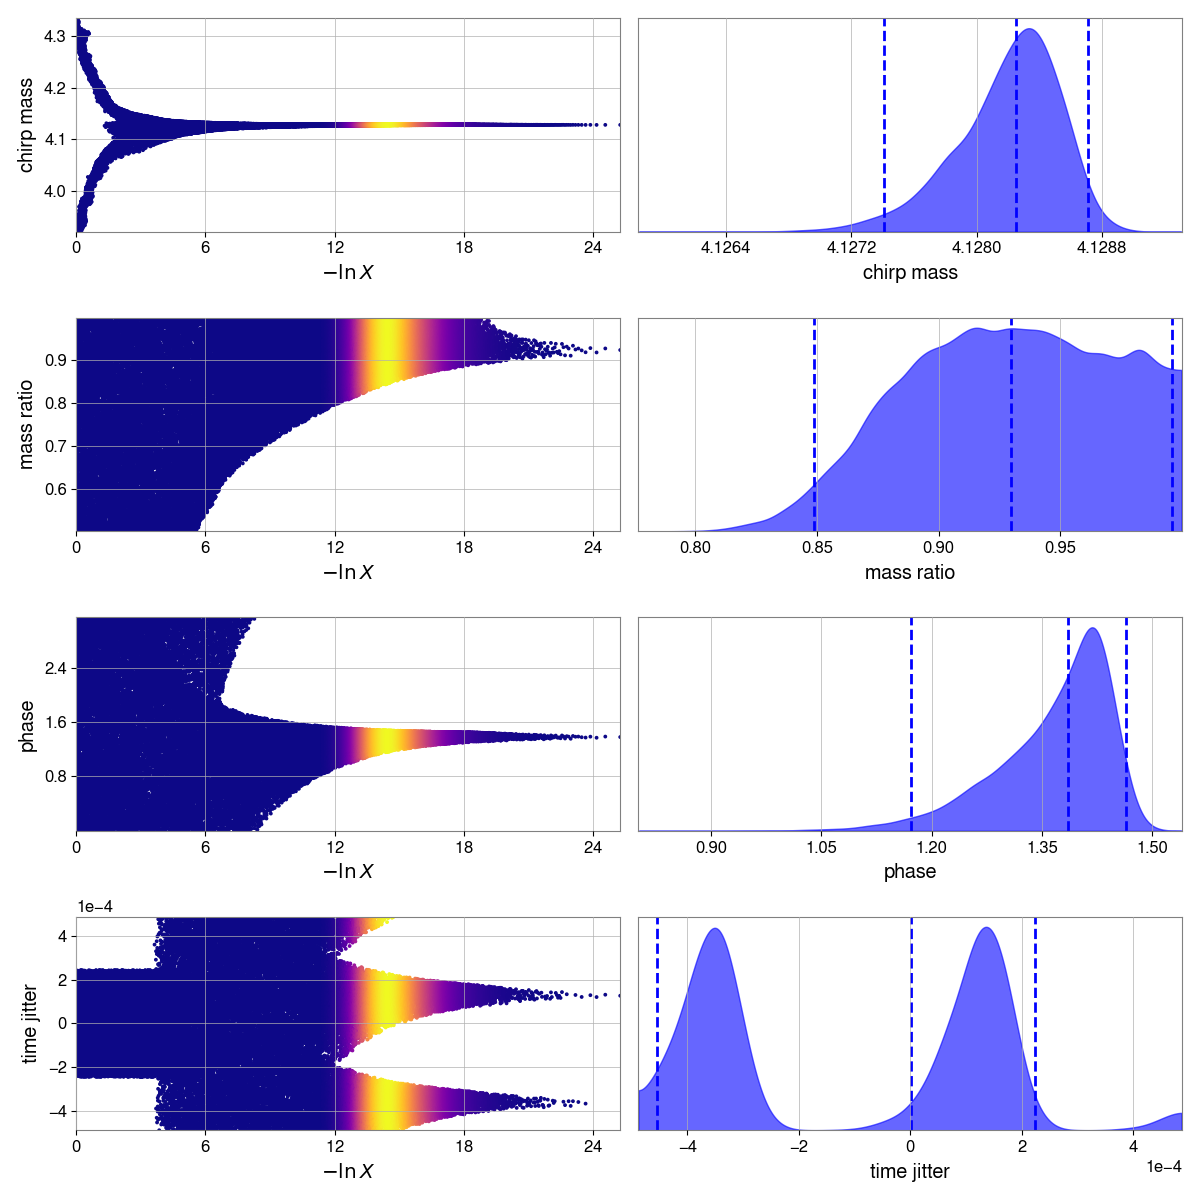 4.3
4.2
4.1
4.0
chirp mass
0 6 12 18 24
−ln X
4.1264 4.1272 4.1280 4.1288
chirp mass
0.9
0.8
0.7
0.6
mass ratio
0 6 12 18 24
−ln X
0.80 0.85 0.90 0.95
mass ratio
2.4
1.6
0.8
phase
0 6 12 18 24
−ln X
0.90 1.05 1.20 1.35 1.50
phase
1e−4
4
2
0
−2
−4
time jitter
0 6 12 18 24
−ln X
−4 −2 0 2 4
1e−4
time jitter